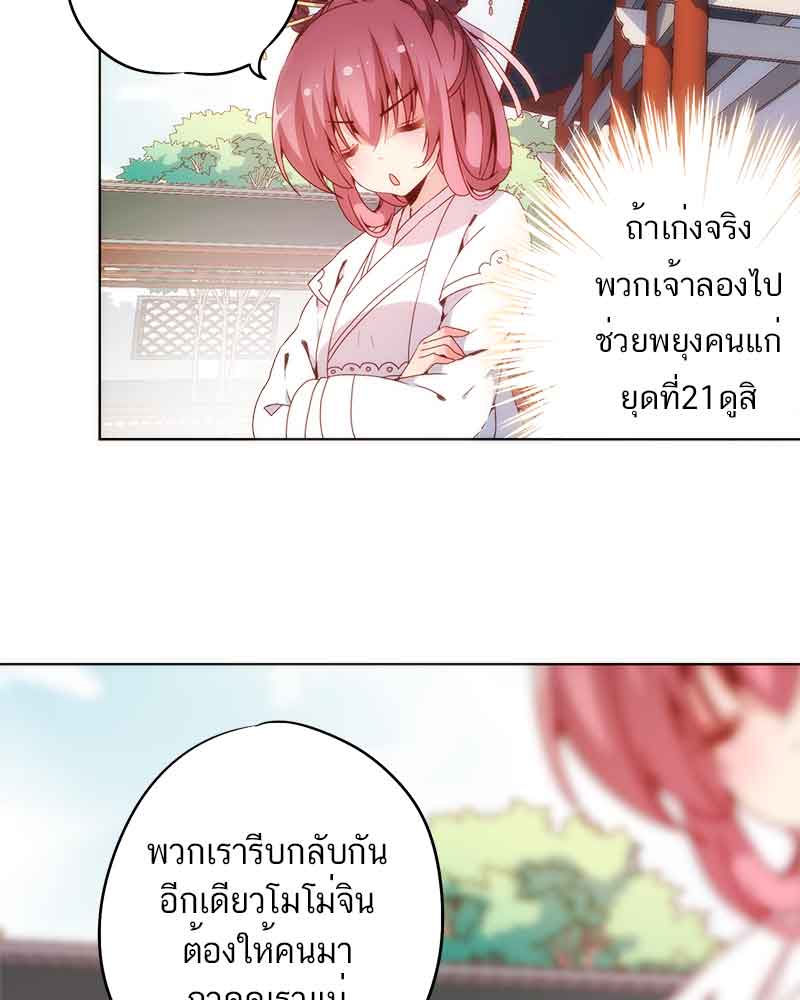 ถ้าเก่งจริง
พวกเจ้าลองไป
ช่วยพยุงคนแก่
ยุดที่21ดูสิ
พวกเรารีบกลับกัน
อีกเดียวโมโม่จิน
ต้องให้คนมา